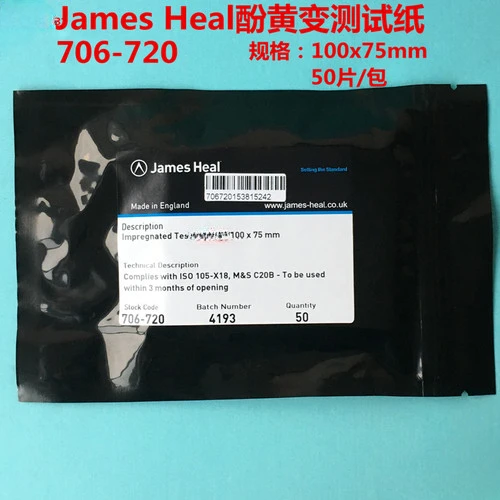 James Heal酚黄变测试纸
706-720
规格：100x75mm
50片/包
James Heal
Setting the Standard
706720153815242
Made in England
www.james-heal.co.uk
Description
Impregnated Test 100 x 75 mm
Technical Description
Complies with ISO 105-X18, M&S C20B - To be used
within 3 months of opening
Stock Code Batch Number Quantity
706-720 4193 50